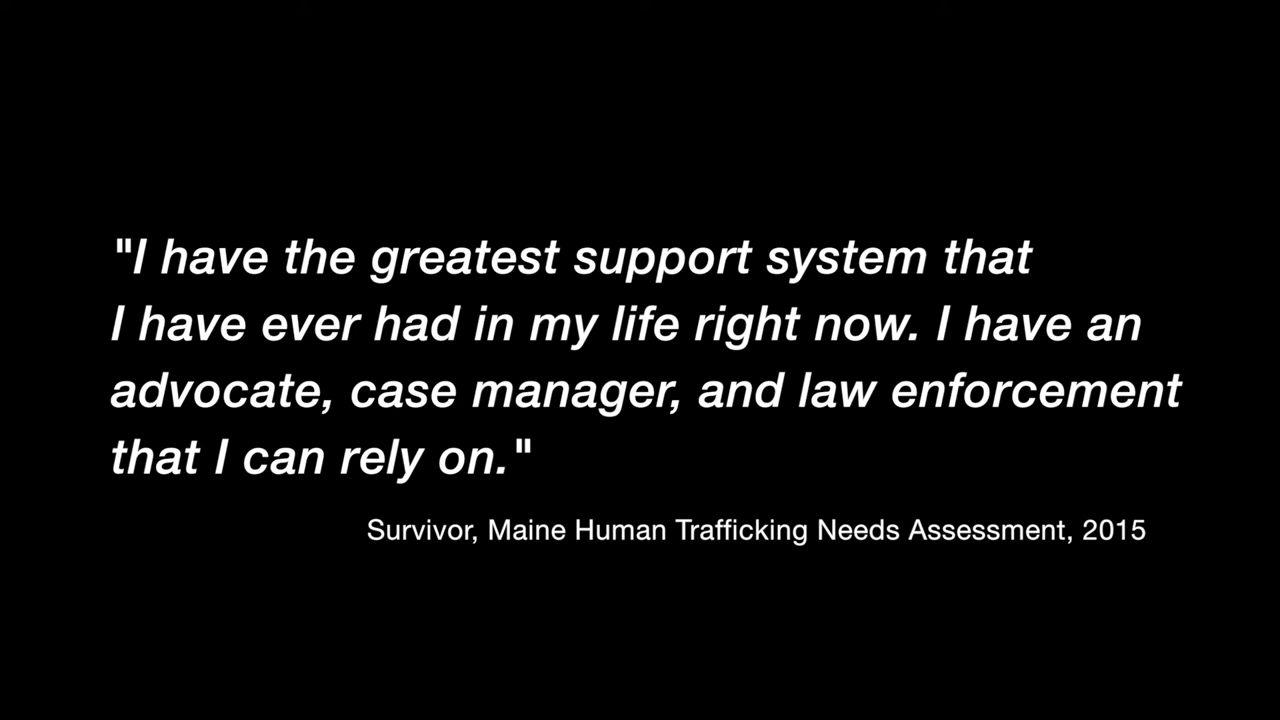 "I have the greatest support system that
I have ever had in my life right now. I have an
advocate, case manager, and law enforcement
that I can rely on."
Survivor, Maine Human Trafficking Needs Assessment, 2015